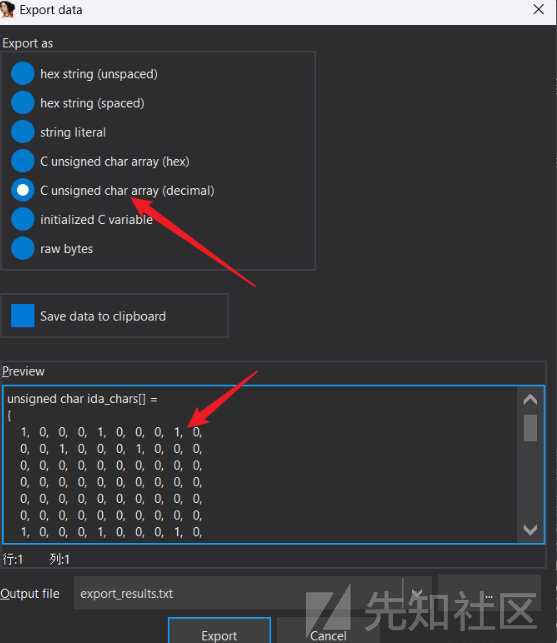 Export data
Export as
hex string (unspaced)
hex string (spaced)
string literal
C unsigned char array (hex)
C unsigned char array (decimal)
initialized C variable
raw bytes
Save data to clipboard
Preview
unsigned char ida_chars[] =
{
1, 0, 0, 0, 1, 0, 0, 0, 1, 0,
0, 0, 1, 0, 0, 0, 1, 0, 0, 0,
0, 0, 0, 0, 0, 0, 0, 0, 0, 0,
0, 0, 0, 0, 0, 0, 0, 0, 0, 0,
0, 0, 0, 0, 0, 0, 0, 0, 0, 0,
0, 0, 0, 0, 0, 0, 0, 0, 0, 0,
1, 0, 0, 0, 1, 0, 0, 0, 1, 0,
行:1 列:1
Output file export_results.txt ...
Export Cancel
先知社区